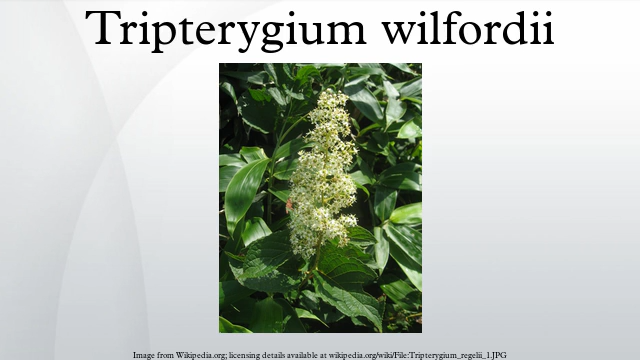 Tripterygium wilfordii
Image from Wikipedia.org; licensing details available at wikipedia.org/wiki/File:Tripterygium_regelii_1.JPG